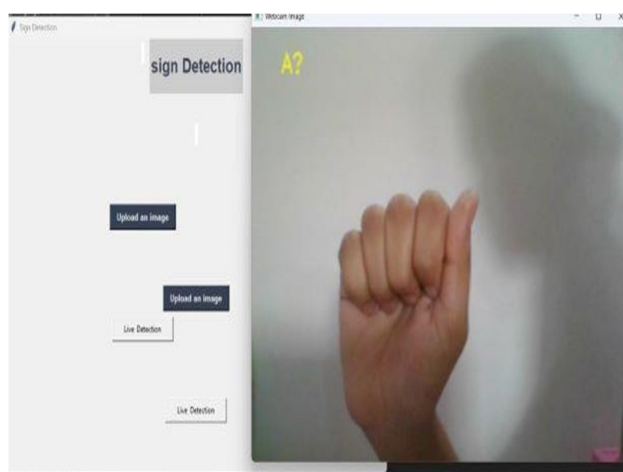 Sign Detection
Webcam Image
sign Detection
A?
Upload an image
Upload an image
Live Detection
Live Detection